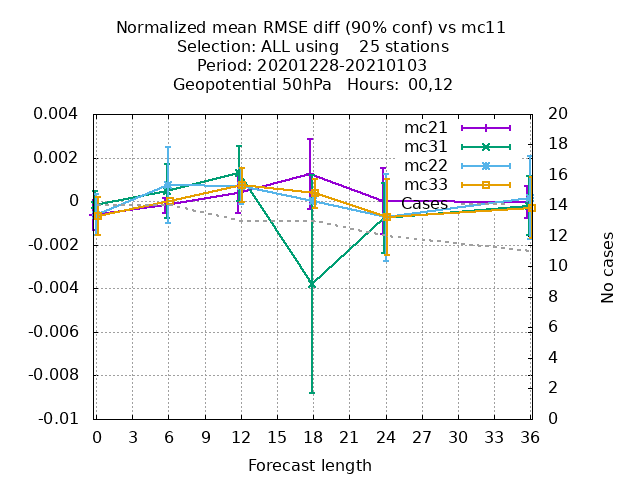 Normalized mean RMSE diff (90% conf) vs mc11
Selection: ALL using    25 stations
Period: 20201228-20210103
Geopotential 50hPa   Hours:  00,12
0.004
0.002
0
-0.002
-0.004
-0.006
-0.008
-0.01
mc21
mc31
mc22
mc33
Cases
20
18
16
14
12
10
8
6
4
2
0
No cases
0 3 6 9 12 15 18 21 24 27 30 33 36
Forecast length